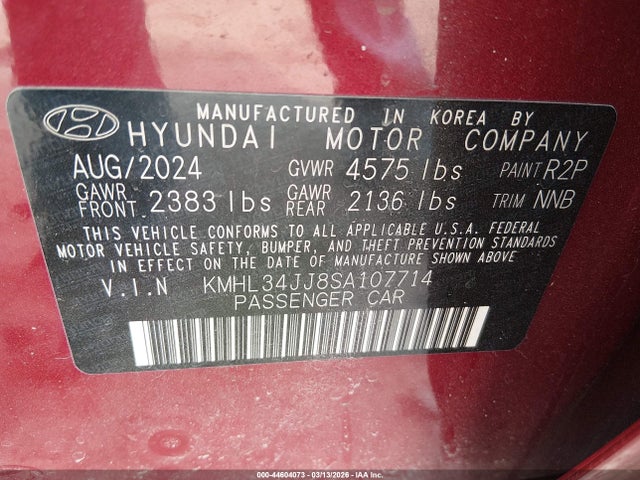 MANUFACTURED IN KOREA BY
HYUNDAI MOTOR COMPANY
AUG/2024 GVWR 4575 lbs PAINT R2P
GAWR FRONT 2383 lbs GAWR REAR 2136 lbs TRIM NNB
THIS VEHICLE CONFORMS TO ALL APPLICABLE U.S.A. FEDERAL
MOTOR VEHICLE SAFETY, BUMPER, AND THEFT PREVENTION STANDARDS
IN EFFECT ON THE DATE OF MANUFACTURE SHOWN ABOVE.
V.I.N KMHL34JJ8SA107714
PASSENGER CAR
000-44604073 | 03/13/2026 | IAA Inc.